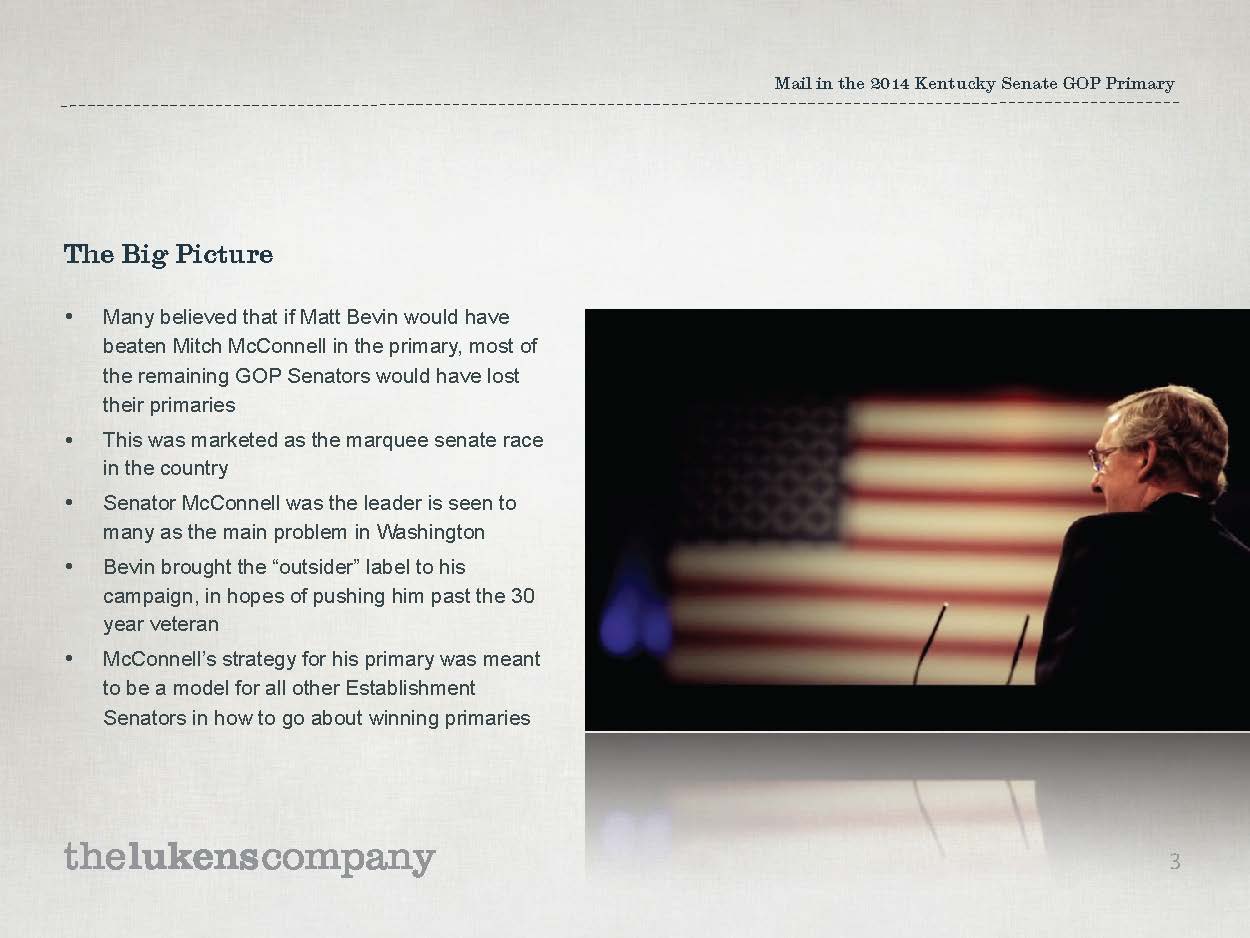 Mail in the 2014 Kentucky Senate GOP Primary
The Big Picture
• Many believed that if Matt Bevin would have
beaten Mitch McConnell in the primary, most of
the remaining GOP Senators would have lost
their primaries
• This was marketed as the marquee senate race
in the country
• Senator McConnell was the leader is seen to
many as the main problem in Washington
• Bevin brought the “outsider” label to his
campaign, in hopes of pushing him past the 30
year veteran
• McConnell’s strategy for his primary was meant
to be a model for all other Establishment
Senators in how to go about winning primaries
thelukenscompany
3